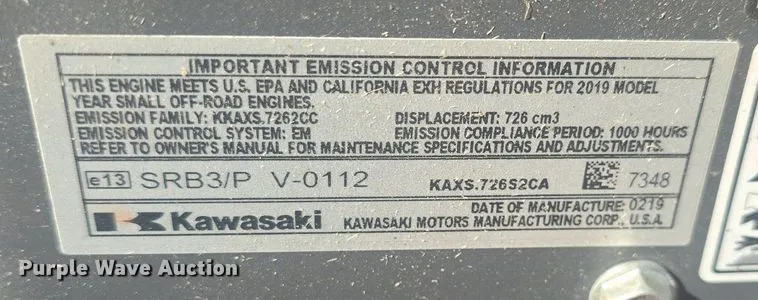 IMPORTANT EMISSION CONTROL INFORMATION
THIS ENGINE MEETS U.S. EPA AND CALIFORNIA EXH REGULATIONS FOR 2019 MODEL
YEAR SMALL OFF-ROAD ENGINES.
EMISSION FAMILY: KKAXS.7262CC DISPLACEMENT: 726 cm3
EMISSION CONTROL SYSTEM: EM EMISSION COMPLIANCE PERIOD: 1000 HOURS
REFER TO OWNER'S MANUAL FOR MAINTENANCE SPECIFICATIONS AND ADJUSTMENTS.
e13 SRB3/P V-0112 KAXS.726S2CA 7348
DATE OF MANUFACTURE: 0219
Kawasaki KAWASAKI MOTORS MANUFACTURING CORP., U.S.A.
Purple Wave Auction